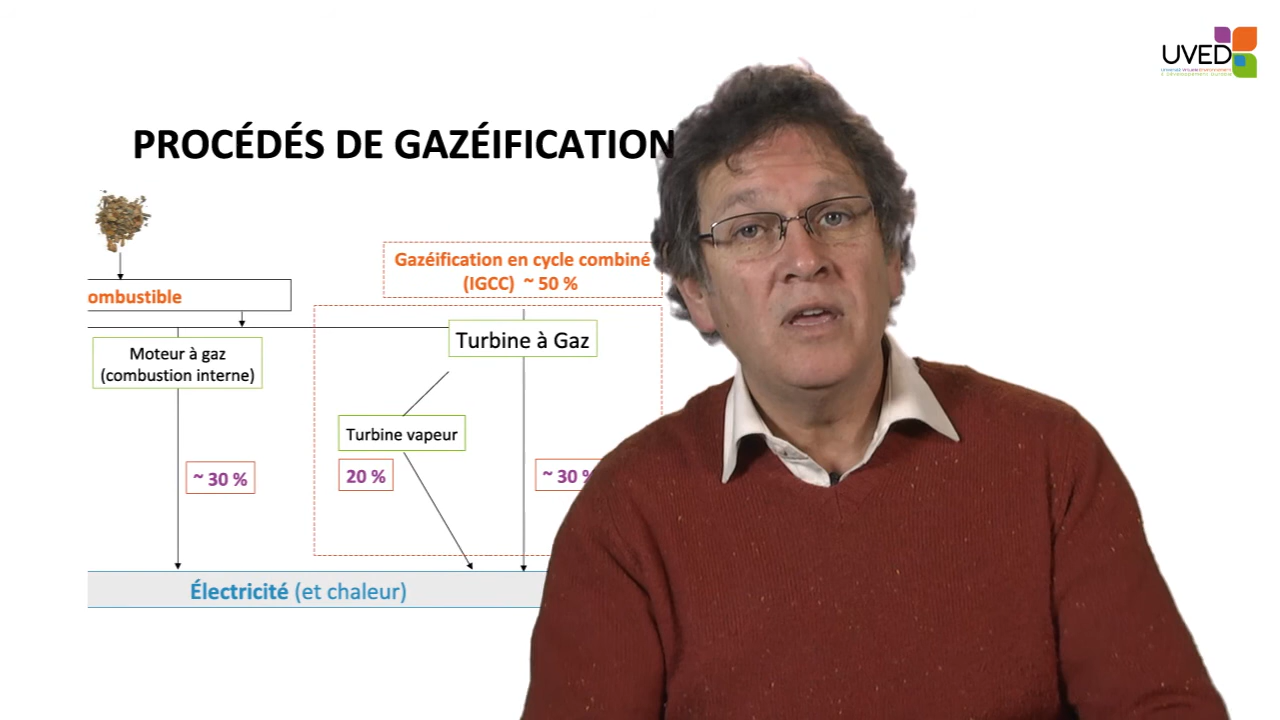 UVED
PROCÉDÉS DE GAZÉIFICATION
Gazéification en cycle combiné
(IGCC) ~ 50 %
ombustible
Turbine à Gaz
Moteur à gaz
(combustion interne)
Turbine vapeur
~ 30 %
20 %
~ 30 %
Électricité (et chaleur)